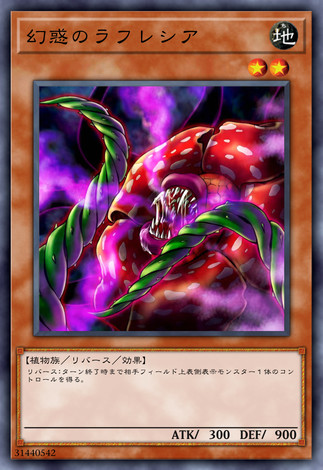 幻惑のラフレシア
地
【植物族／リバース／効果】
リバース：ターン終了時まで相手フィールド上表側表示モンスター１体のコン
トロールを得る。
ATK/ 300 DEF/ 900
31440542